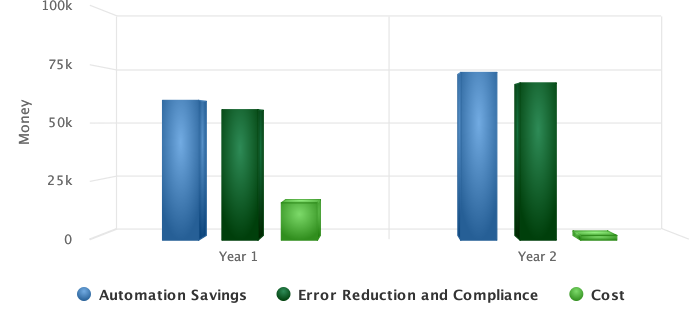 100k
75k
Money
50k
25k
0
Year 1 Year 2
Automation Savings Error Reduction and Compliance Cost